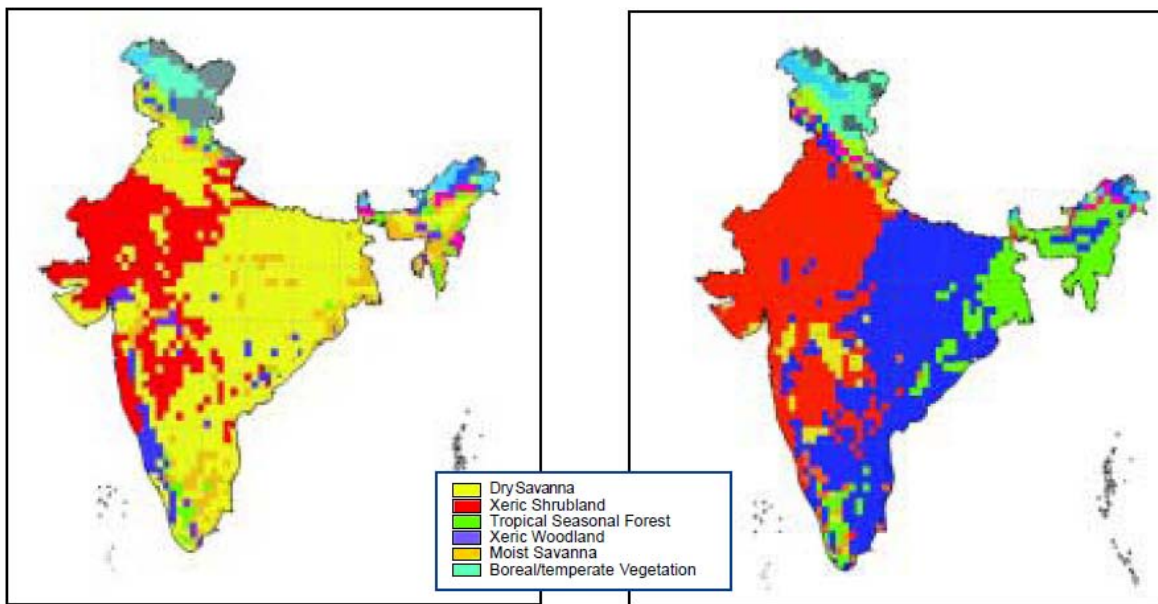 Dry Savanna
Xeric Shrubland
Tropical Seasonal Forest
Xeric Woodland
Moist Savanna
Boreal/temperate Vegetation